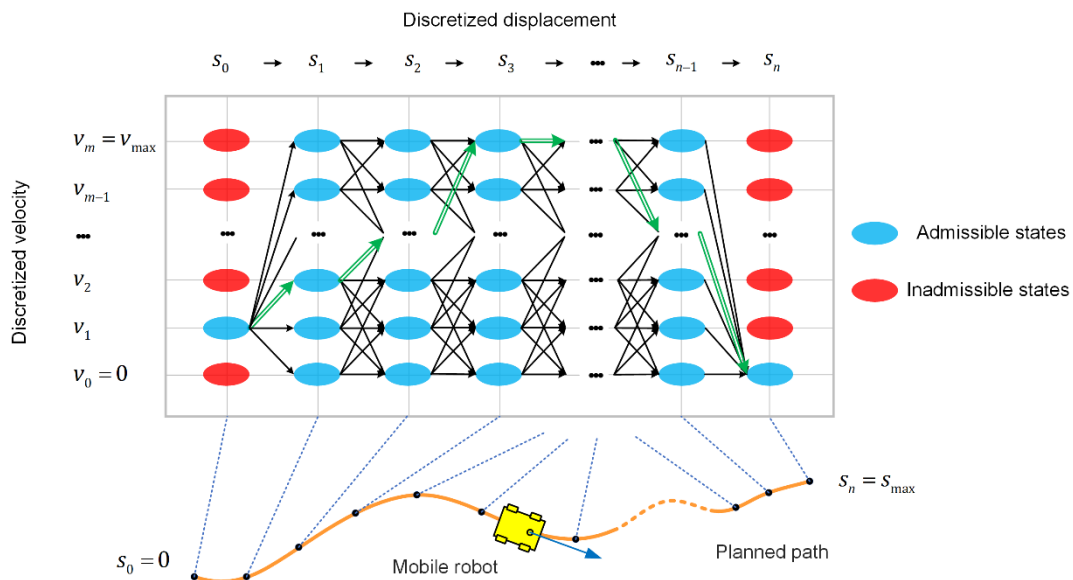 Discretized displacement
s₀ → s₁ → s₂ → s₃ → ••• → sₙ₋₁ → sₙ
Discretized velocity
vₘ = vₘₐₓ
vₘ₋₁
•••
v₂
v₁
v₀ = 0
Admissible states
Inadmissible states
sₙ = sₘₐₓ
s₀ = 0
Mobile robot
Planned path